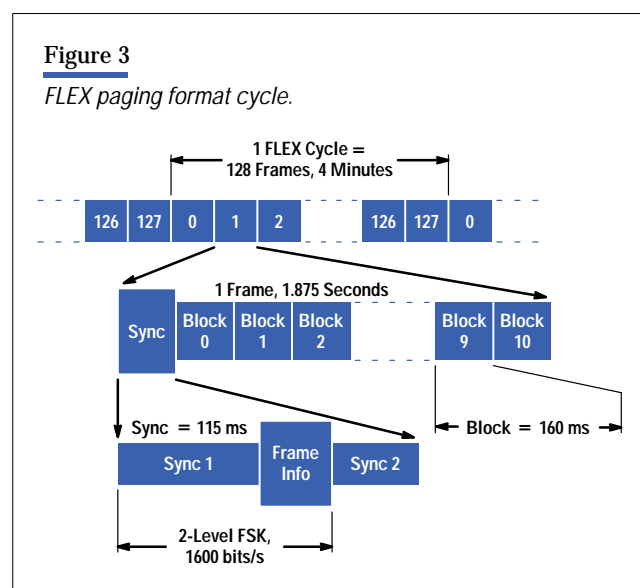 Figure 3
FLEX paging format cycle.
1 FLEX Cycle =
128 Frames, 4 Minutes
126 127 0 1 2 126 127 0
1 Frame, 1.875 Seconds
Sync
Block 0
Block 1
Block 2
Block 9
Block 10
Sync = 115 ms
Block = 160 ms
Sync 1
Frame
Info
Sync 2
2-Level FSK,
1600 bits/s